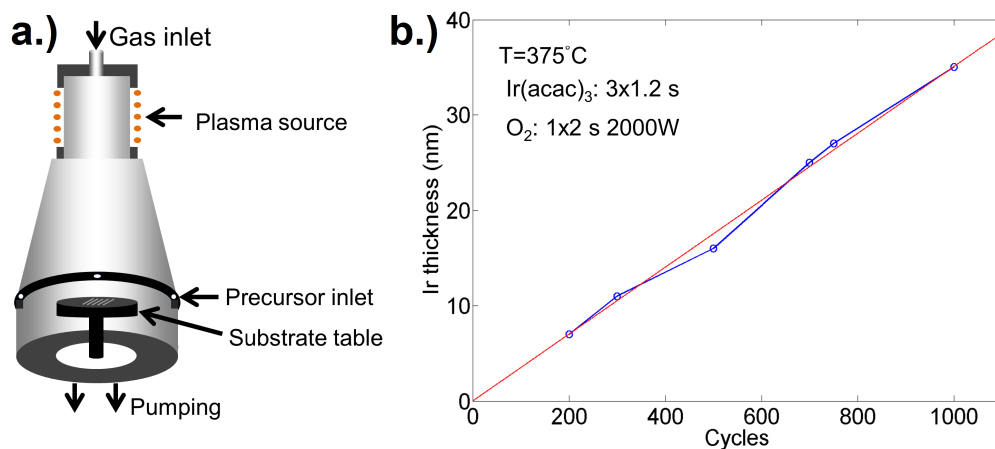 a.)
Gas inlet
Plasma source
Precursor inlet
Substrate table
Pumping
b.)
T=375°C
Ir(acac)₃: 3x1.2 s
O₂: 1x2 s 2000W
Ir thickness (nm)
40
30
20
10
0
0 200 400 600 800 1000
Cycles